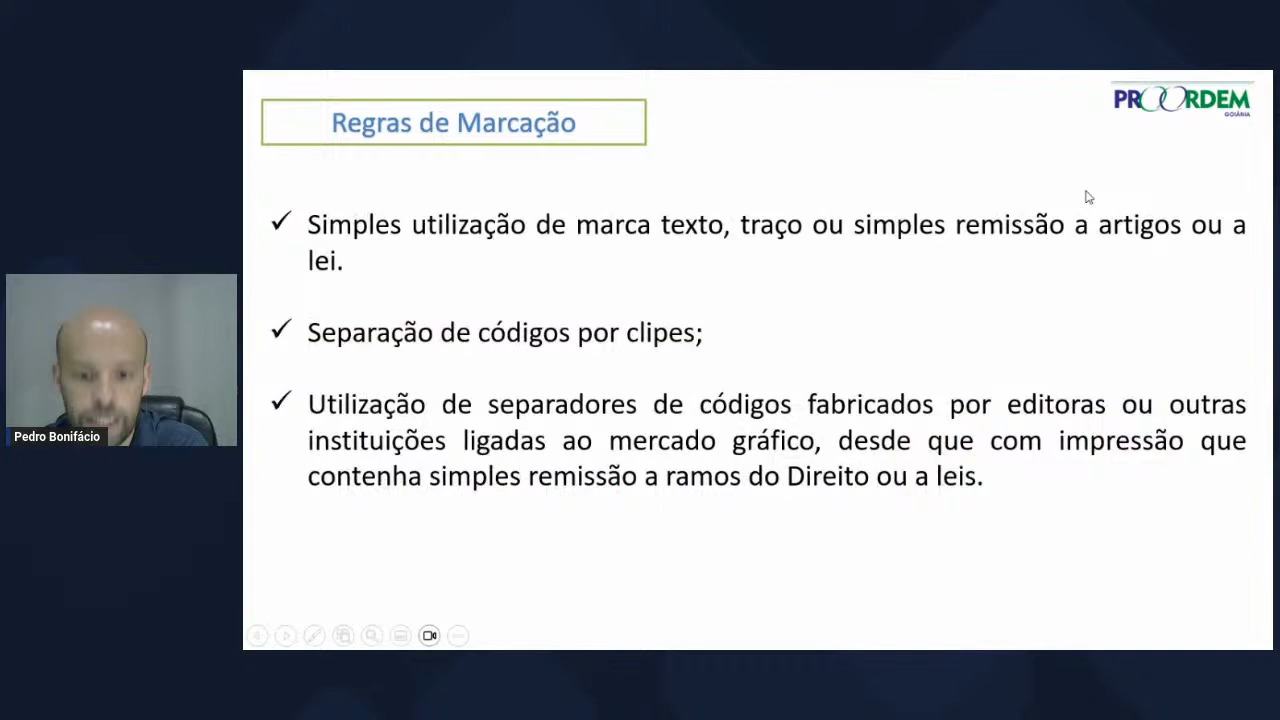 PROORDEM
GOIÂNIA
Regras de Marcação
✓ Simples utilização de marca texto, traço ou simples remissão a artigos ou a
lei.
✓ Separação de códigos por clipes;
✓ Utilização de separadores de códigos fabricados por editoras ou outras
instituições ligadas ao mercado gráfico, desde que com impressão que
contenha simples remissão a ramos do Direito ou a leis.
Pedro Bonifácio